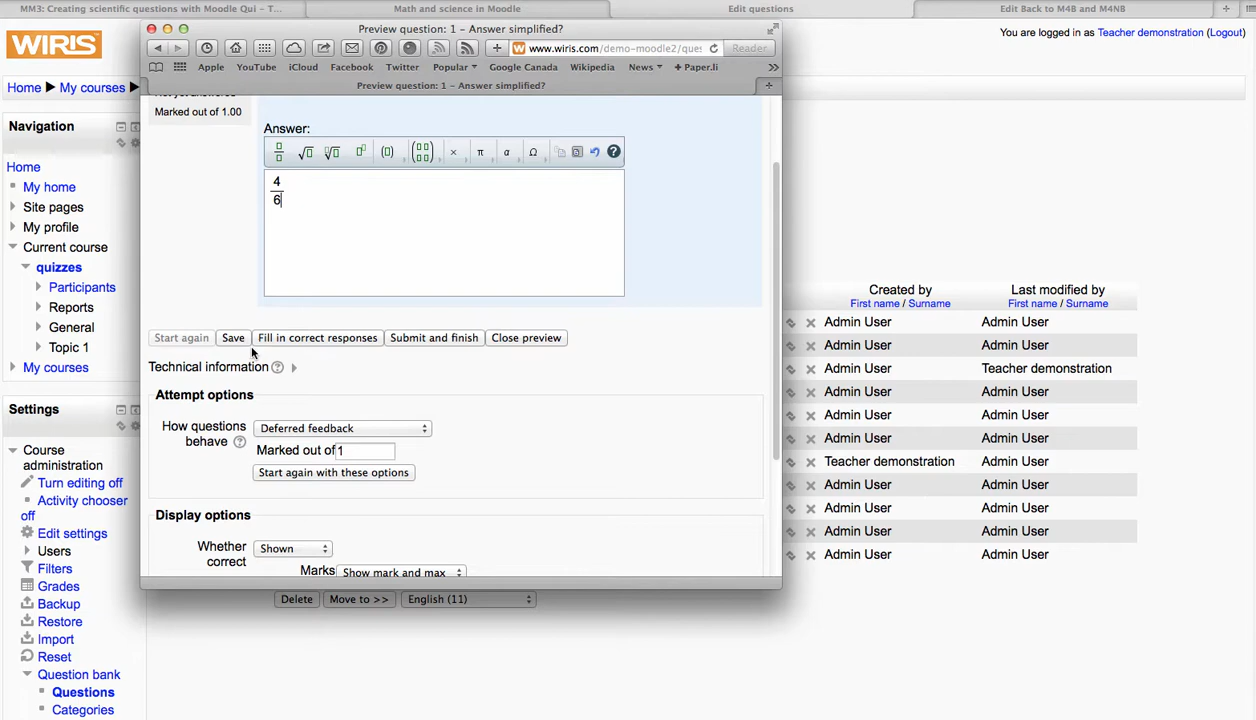 MM3: Creating scientific questions with Moodle Qui - T...
Math and science in Moodle
Edit questions
Edit Back to M4B and M4NB
WIRIS
You are logged in as Teacher demonstration (Logout)
Home ► My courses ►
Preview question: 1 - Answer simplified?
www.wiris.com/demo-moodle2/ques
Reader
Apple YouTube iCloud Facebook Twitter Popular Google Canada Wikipedia News + Paper.li
Preview question: 1 - Answer simplified?
Marked out of 1.00
Answer:
π α Ω
4
6
Start again Save Fill in correct responses Submit and finish Close preview
Technical information
Attempt options
How questions behave
Deferred feedback
Marked out of 1
Start again with these options
Display options
Whether correct
Shown
Marks
Show mark and max
Navigation
Home
My home
Site pages
My profile
Current course
quizzes
Participants
Reports
General
Topic 1
My courses
Settings
Course administration
Turn editing off
Activity chooser off
Edit settings
Users
Filters
Grades
Backup
Restore
Import
Reset
Question bank
Questions
Categories
Created by
First name / Surname
Last modified by
First name / Surname
Admin User Admin User
Admin User Admin User
Admin User Teacher demonstration
Admin User Admin User
Admin User Admin User
Admin User Admin User
Teacher demonstration Admin User
Admin User Admin User
Admin User Admin User
Admin User Admin User
Admin User Admin User
Delete Move to >> English (11)